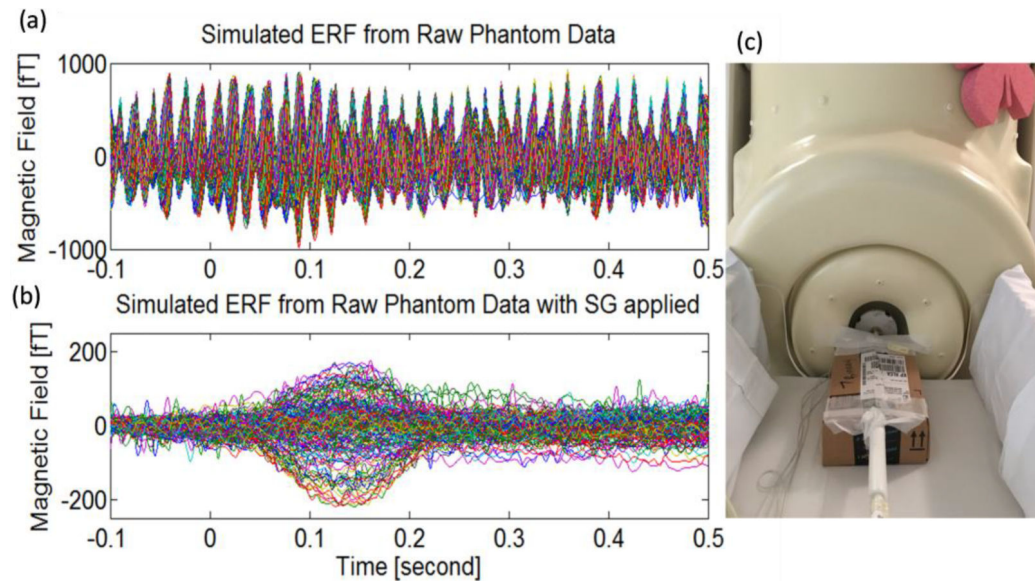 (a)
Simulated ERF from Raw Phantom Data
Magnetic Field [fT]
1000
0
-1000
-0.1 0 0.1 0.2 0.3 0.4 0.5
(b)
Simulated ERF from Raw Phantom Data with SG applied
Magnetic Field [fT]
200
0
-200
-0.1 0 0.1 0.2 0.3 0.4 0.5
Time [second]
(c)